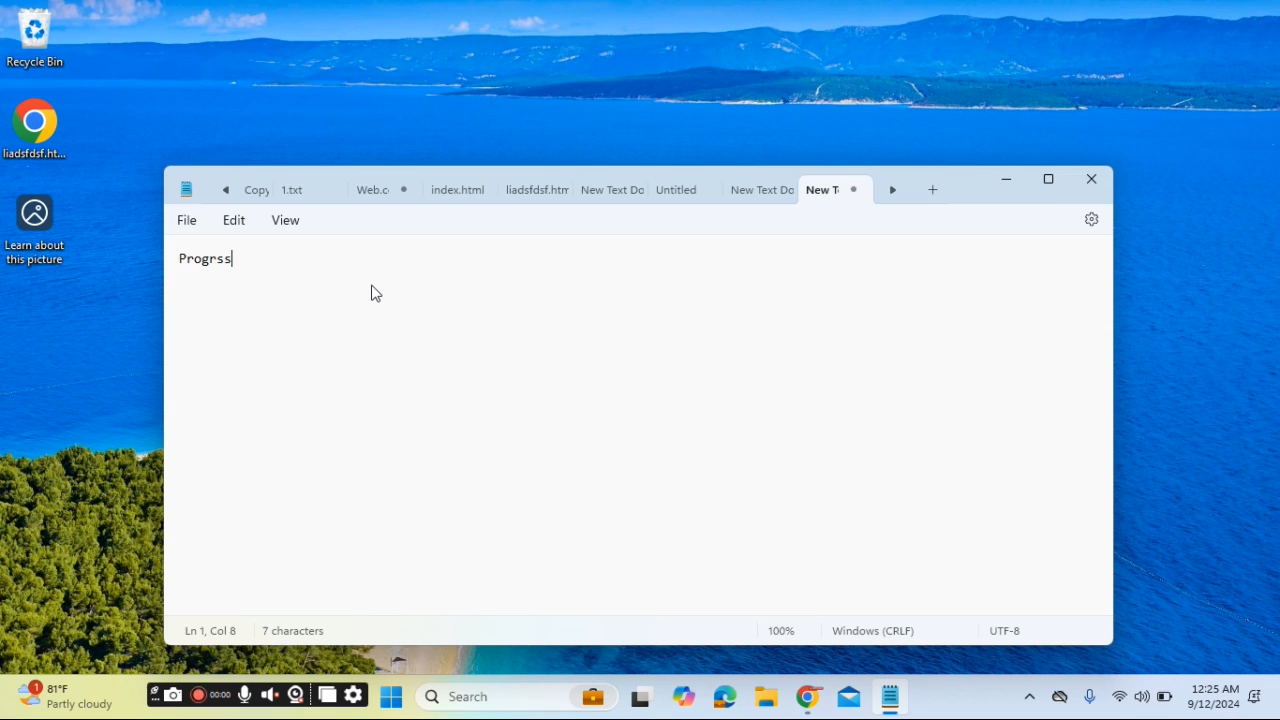 Recycle Bin
liadsfdsf.ht...
Learn about
this picture
Copy 1.txt Web.c index.html liadsfdsf.htm New Text Do Untitled New Text Do New T
File Edit View
Progrss
Ln 1, Col 8 7 characters 100% Windows (CRLF) UTF-8
1 81°F
Partly cloudy
00:00
Search
12:25 AM
9/12/2024